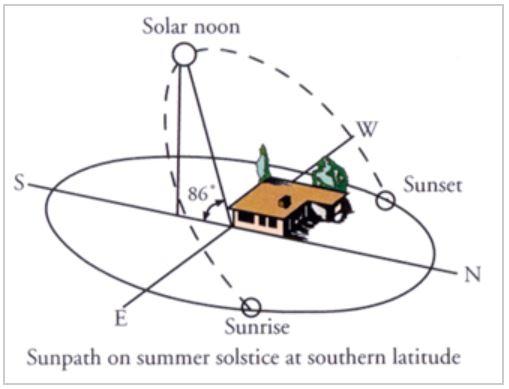 Solar noon
W
S
86°
Sunset
N
E
Sunrise
Sunpath on summer solstice at southern latitude